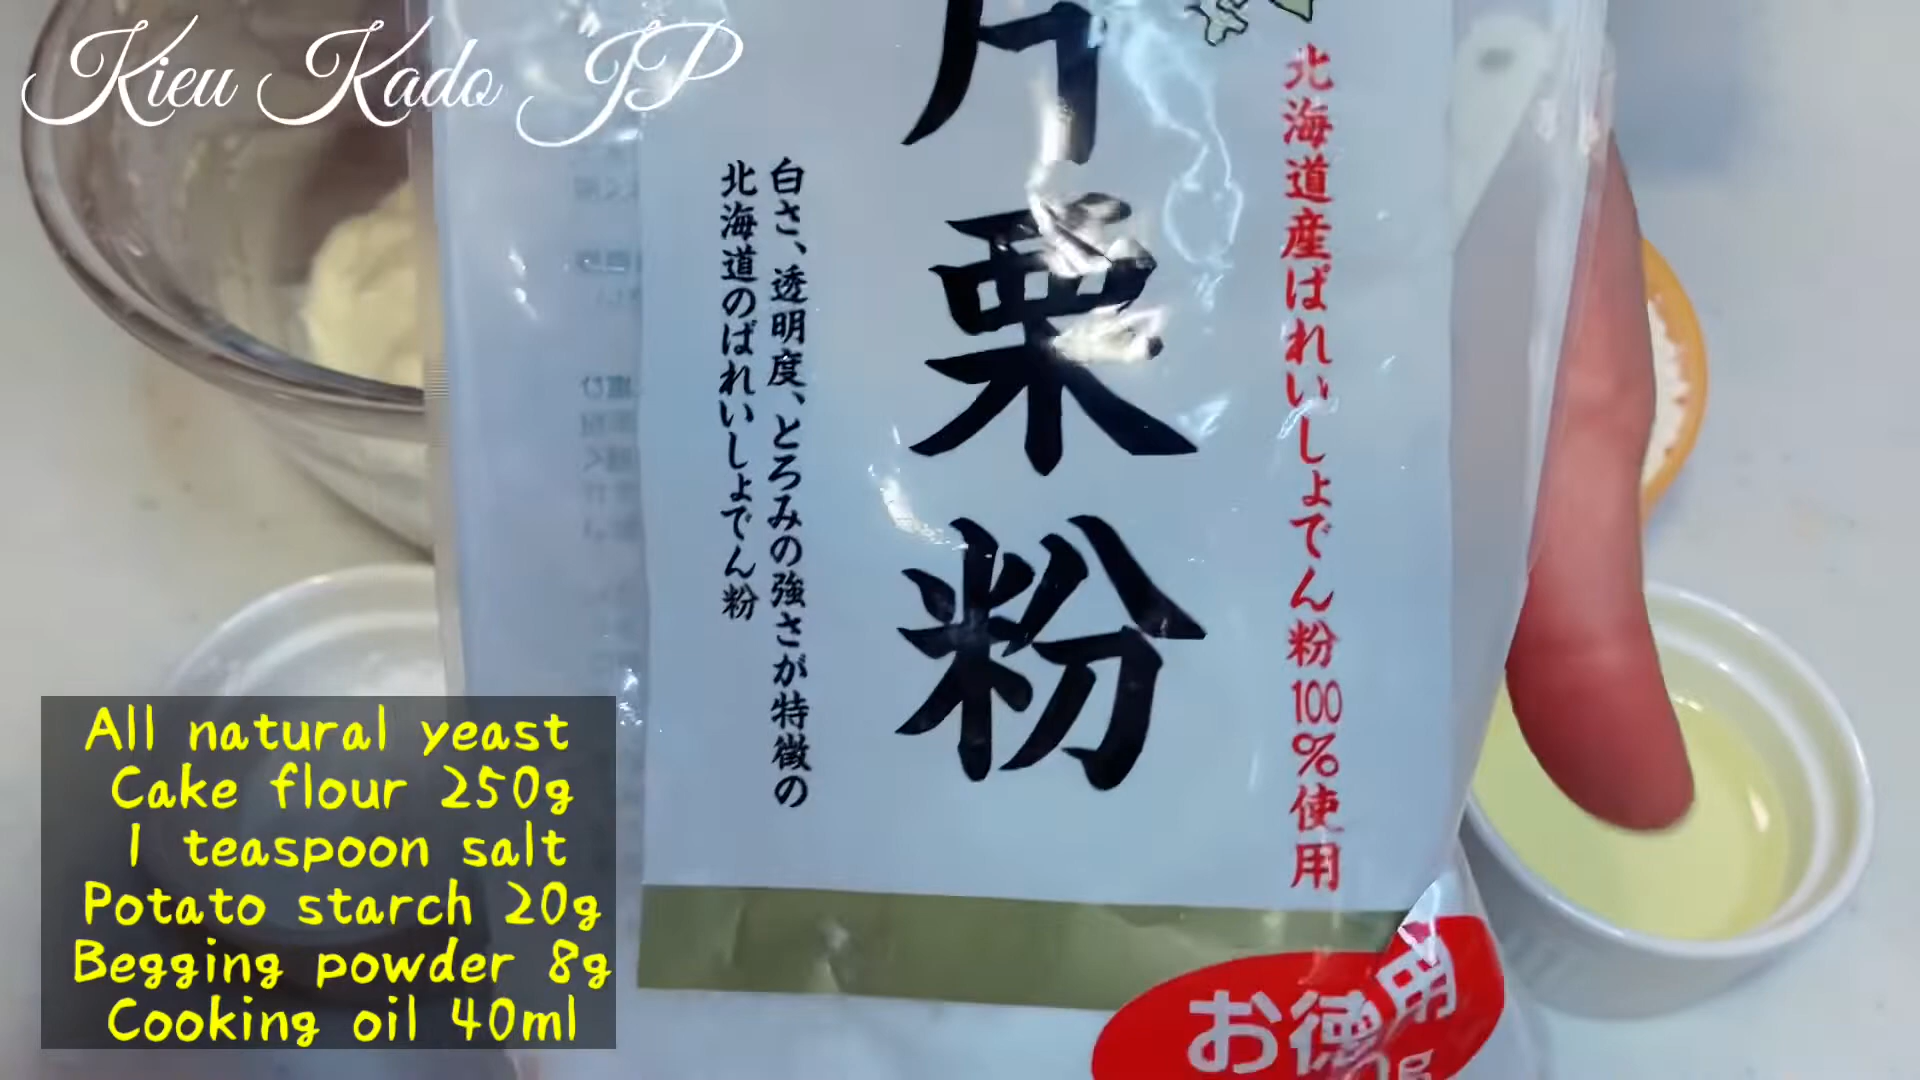 Kieu Kado JP
北海道産ばれいしょでん粉100%使用
片栗粉
白さ、透明度、とろみの強さが特徴の
北海道のばれいしょでん粉
お徳用
All natural yeast
Cake flour 250g
1 teaspoon salt
Potato starch 20g
Begging powder 8g
Cooking oil 40ml